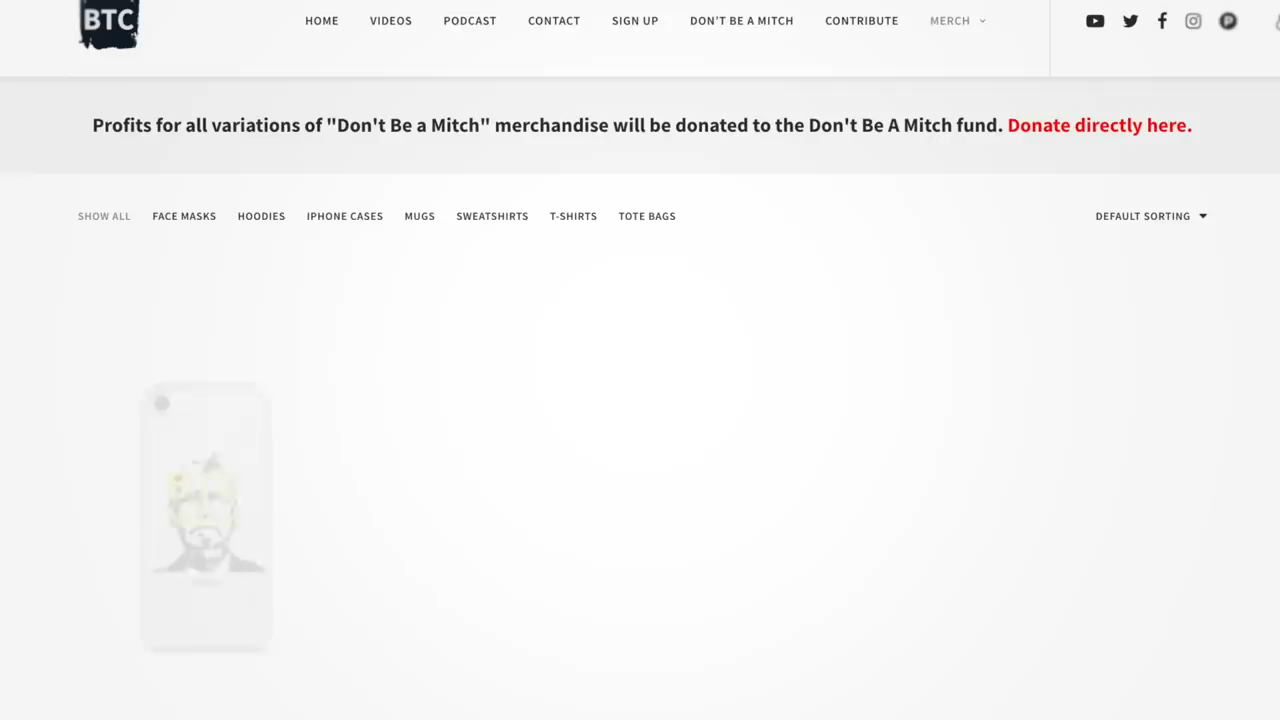 BTC
HOME VIDEOS PODCAST CONTACT SIGN UP DON'T BE A MITCH CONTRIBUTE MERCH
Profits for all variations of "Don't Be a Mitch" merchandise will be donated to the Don't Be A Mitch fund. Donate directly here.
SHOW ALL FACE MASKS HOODIES IPHONE CASES MUGS SWEATSHIRTS T-SHIRTS TOTE BAGS DEFAULT SORTING